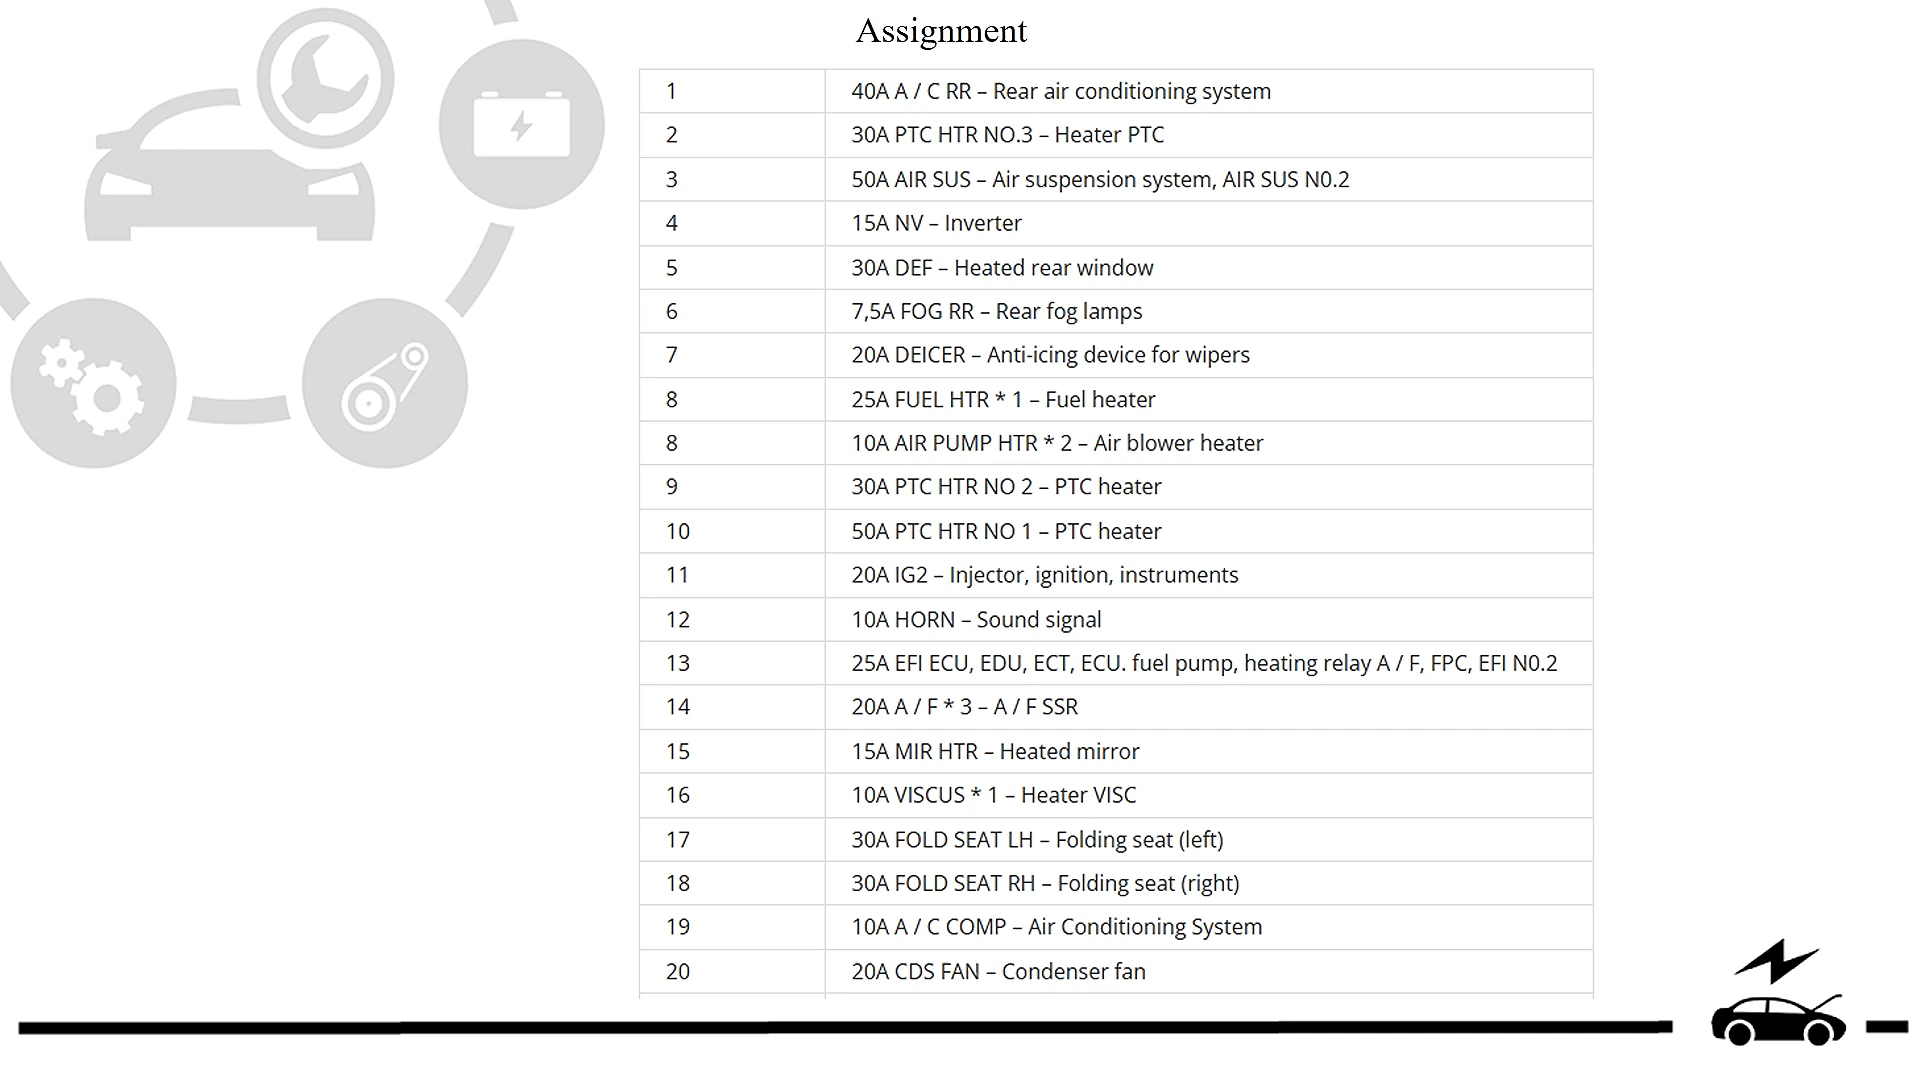 Assignment
1 40A A / C RR – Rear air conditioning system
2 30A PTC HTR NO.3 – Heater PTC
3 50A AIR SUS – Air suspension system, AIR SUS N0.2
4 15A NV – Inverter
5 30A DEF – Heated rear window
6 7,5A FOG RR – Rear fog lamps
7 20A DEICER – Anti-icing device for wipers
8 25A FUEL HTR * 1 – Fuel heater
8 10A AIR PUMP HTR * 2 – Air blower heater
9 30A PTC HTR NO 2 – PTC heater
10 50A PTC HTR NO 1 – PTC heater
11 20A IG2 – Injector, ignition, instruments
12 10A HORN – Sound signal
13 25A EFI ECU, EDU, ECT, ECU. fuel pump, heating relay A / F, FPC, EFI N0.2
14 20A A / F * 3 – A / F SSR
15 15A MIR HTR – Heated mirror
16 10A VISCUS * 1 – Heater VISC
17 30A FOLD SEAT LH – Folding seat (left)
18 30A FOLD SEAT RH – Folding seat (right)
19 10A A / C COMP – Air Conditioning System
20 20A CDS FAN – Condenser fan